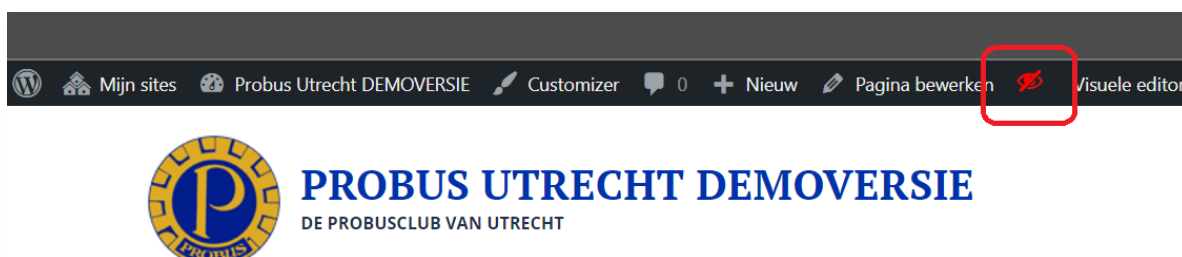 Mijn sites Probus Utrecht DEMOVERSIE Customizer 0 Nieuw Pagina bewerken Visuele editor
PROBUS UTRECHT DEMOVERSIE
DE PROBUSCLUB VAN UTRECHT
P
PROBUS